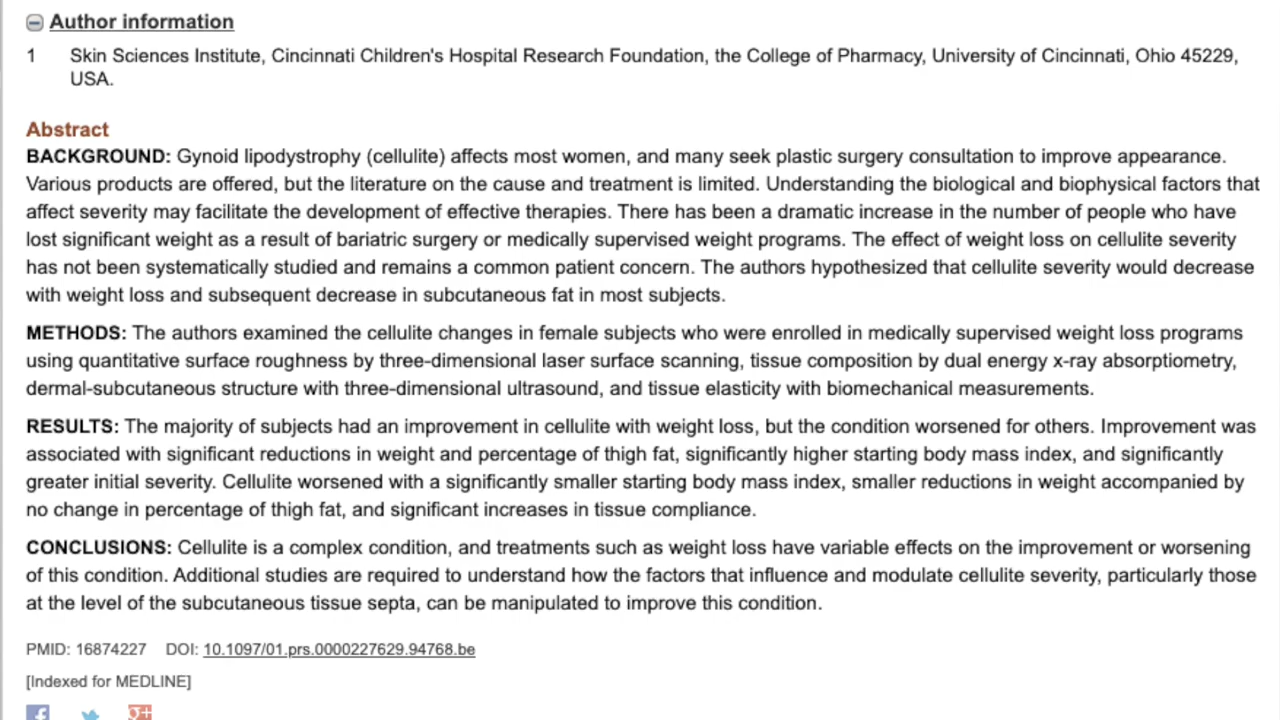 Author information
1 Skin Sciences Institute, Cincinnati Children's Hospital Research Foundation, the College of Pharmacy, University of Cincinnati, Ohio 45229,
USA.
Abstract
BACKGROUND: Gynoid lipodystrophy (cellulite) affects most women, and many seek plastic surgery consultation to improve appearance.
Various products are offered, but the literature on the cause and treatment is limited. Understanding the biological and biophysical factors that
affect severity may facilitate the development of effective therapies. There has been a dramatic increase in the number of people who have
lost significant weight as a result of bariatric surgery or medically supervised weight programs. The effect of weight loss on cellulite severity
has not been systematically studied and remains a common patient concern. The authors hypothesized that cellulite severity would decrease
with weight loss and subsequent decrease in subcutaneous fat in most subjects.
METHODS: The authors examined the cellulite changes in female subjects who were enrolled in medically supervised weight loss programs
using quantitative surface roughness by three-dimensional laser surface scanning, tissue composition by dual energy x-ray absorptiometry,
dermal-subcutaneous structure with three-dimensional ultrasound, and tissue elasticity with biomechanical measurements.
RESULTS: The majority of subjects had an improvement in cellulite with weight loss, but the condition worsened for others. Improvement was
associated with significant reductions in weight and percentage of thigh fat, significantly higher starting body mass index, and significantly
greater initial severity. Cellulite worsened with a significantly smaller starting body mass index, smaller reductions in weight accompanied by
no change in percentage of thigh fat, and significant increases in tissue compliance.
CONCLUSIONS: Cellulite is a complex condition, and treatments such as weight loss have variable effects on the improvement or worsening
of this condition. Additional studies are required to understand how the factors that influence and modulate cellulite severity, particularly those
at the level of the subcutaneous tissue septa, can be manipulated to improve this condition.
PMID: 16874227 DOI: 10.1097/01.prs.0000227629.94768.be
[Indexed for MEDLINE]
f g+